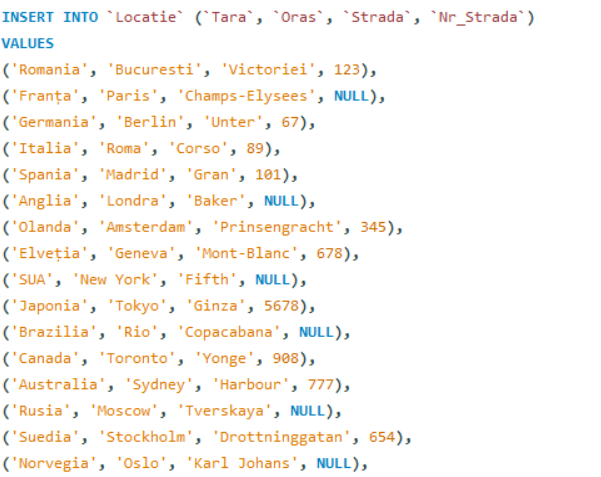 INSERT INTO `Locatie` (`Tara`, `Oras`, `Strada`, `Nr_Strada`)
VALUES
('Romania', 'Bucuresti', 'Victoriei', 123),
('Franța', 'Paris', 'Champs-Elysees', NULL),
('Germania', 'Berlin', 'Unter', 67),
('Italia', 'Roma', 'Corso', 89),
('Spania', 'Madrid', 'Gran', 101),
('Anglia', 'Londra', 'Baker', NULL),
('Olanda', 'Amsterdam', 'Prinsengracht', 345),
('Elveția', 'Geneva', 'Mont-Blanc', 678),
('SUA', 'New York', 'Fifth', NULL),
('Japonia', 'Tokyo', 'Ginza', 5678),
('Brazilia', 'Rio', 'Copacabana', NULL),
('Canada', 'Toronto', 'Yonge', 908),
('Australia', 'Sydney', 'Harbour', 777),
('Rusia', 'Moscow', 'Tverskaya', NULL),
('Suedia', 'Stockholm', 'Drottninggatan', 654),
('Norvegia', 'Oslo', 'Karl Johans', NULL),